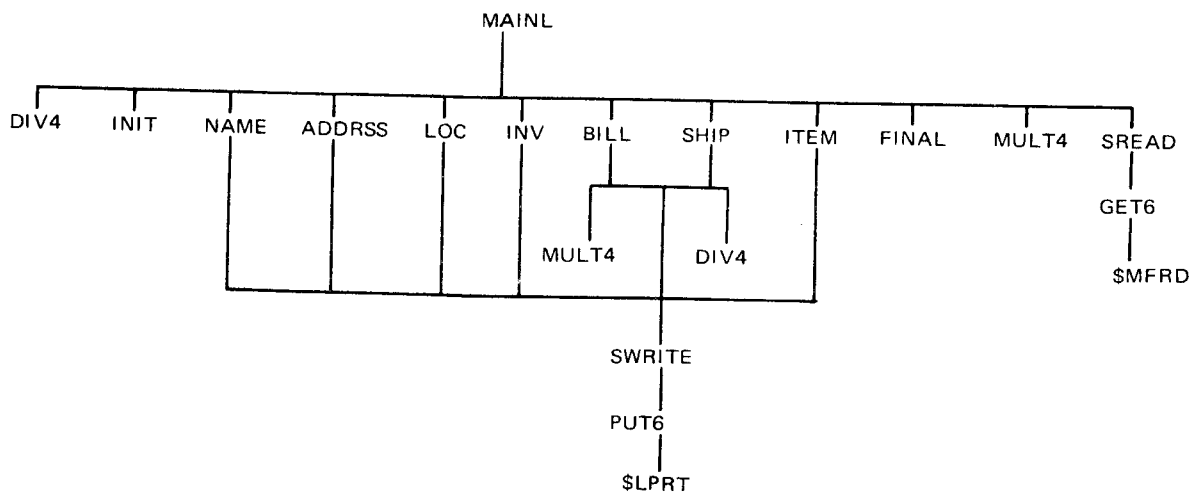 MAINL
DIV4 INIT NAME ADDRSS LOC INV BILL SHIP ITEM FINAL MULT4 SREAD
GET6
MULT4 DIV4
$MFRD
SWRITE
PUT6
$LPRT